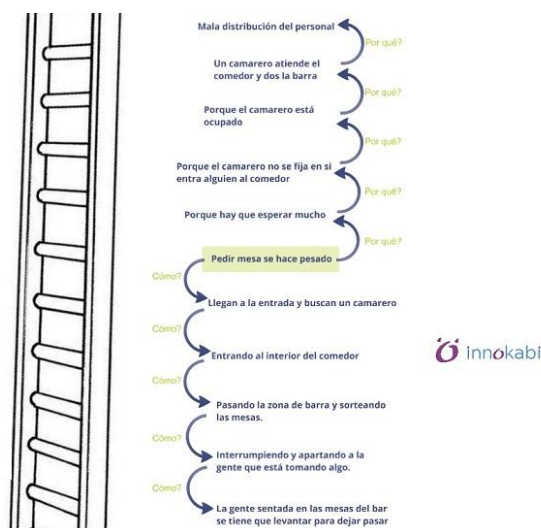 Mala distribución del personal
Por qué?
Un camarero atiende el
comedor y dos la barra
Por qué?
Porque el camarero está
ocupado
Por qué?
Porque el camarero no se fija en si
entra alguien al comedor
Por qué?
Porque hay que esperar mucho
Por qué?
Pedir mesa se hace pesado
Cómo?
Llegan a la entrada y buscan un camarero
Cómo?
Entrando al interior del comedor
Cómo?
Pasando la zona de barra y sorteando
las mesas.
Cómo?
Interrumpiendo y apartando a la
gente que está tomando algo.
Cómo?
La gente sentada en las mesas del bar
se tiene que levantar para dejar pasar
innokabi